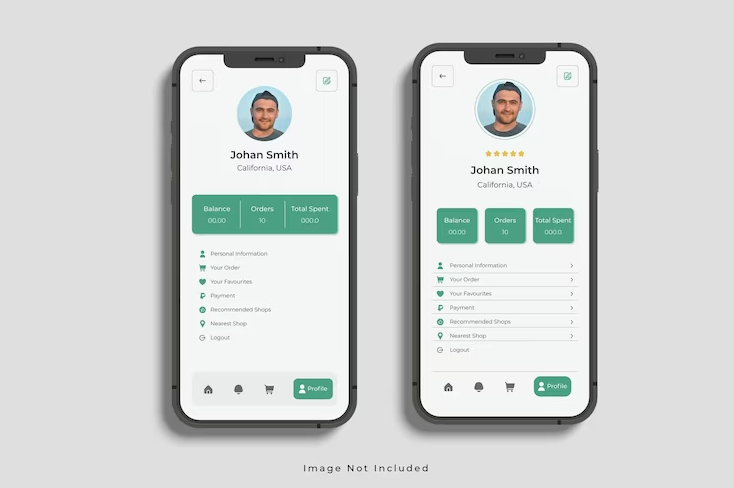 Johan Smith
California, USA
Balance Orders Total Spent
00.00 10 000.0
Personal Information
Your Order
Your Favourites
Payment
Recommended Shops
Nearest Shop
Logout
Profile
Johan Smith
California, USA
Balance Orders Total Spent
00.00 10 000.0
Personal Information
Your Order
Your Favourites
Payment
Recommended Shops
Nearest Shop
Logout
Profile
Image Not Included